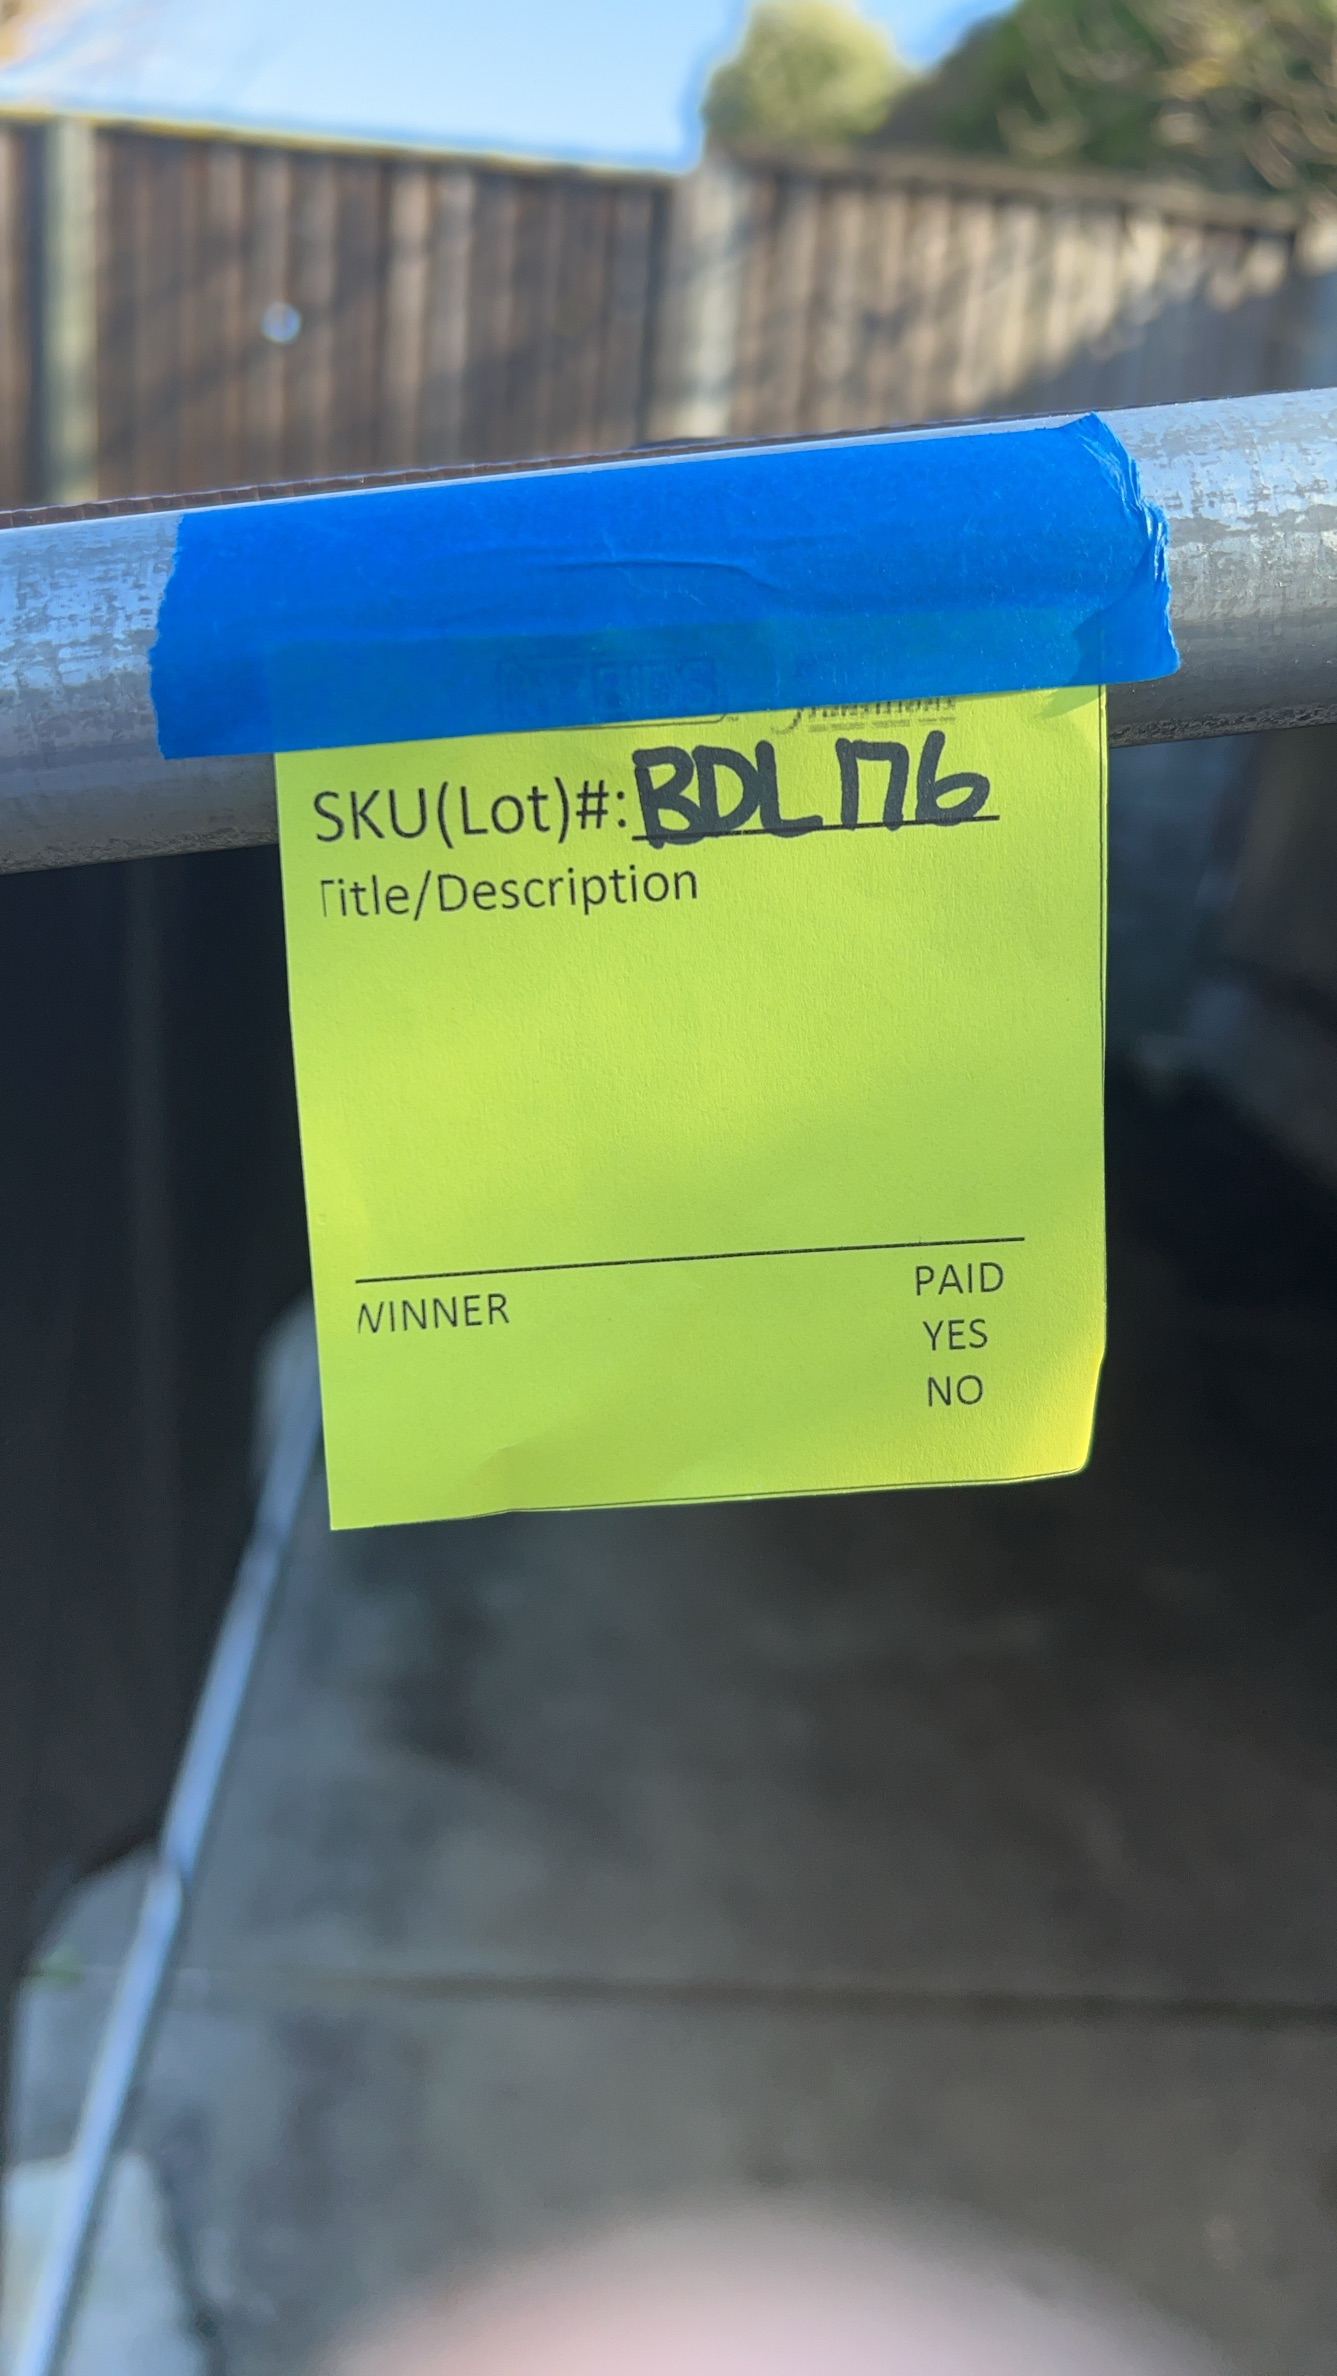 SKU(Lot)#: BDL176
Title/Description
WINNER
PAID
YES
NO